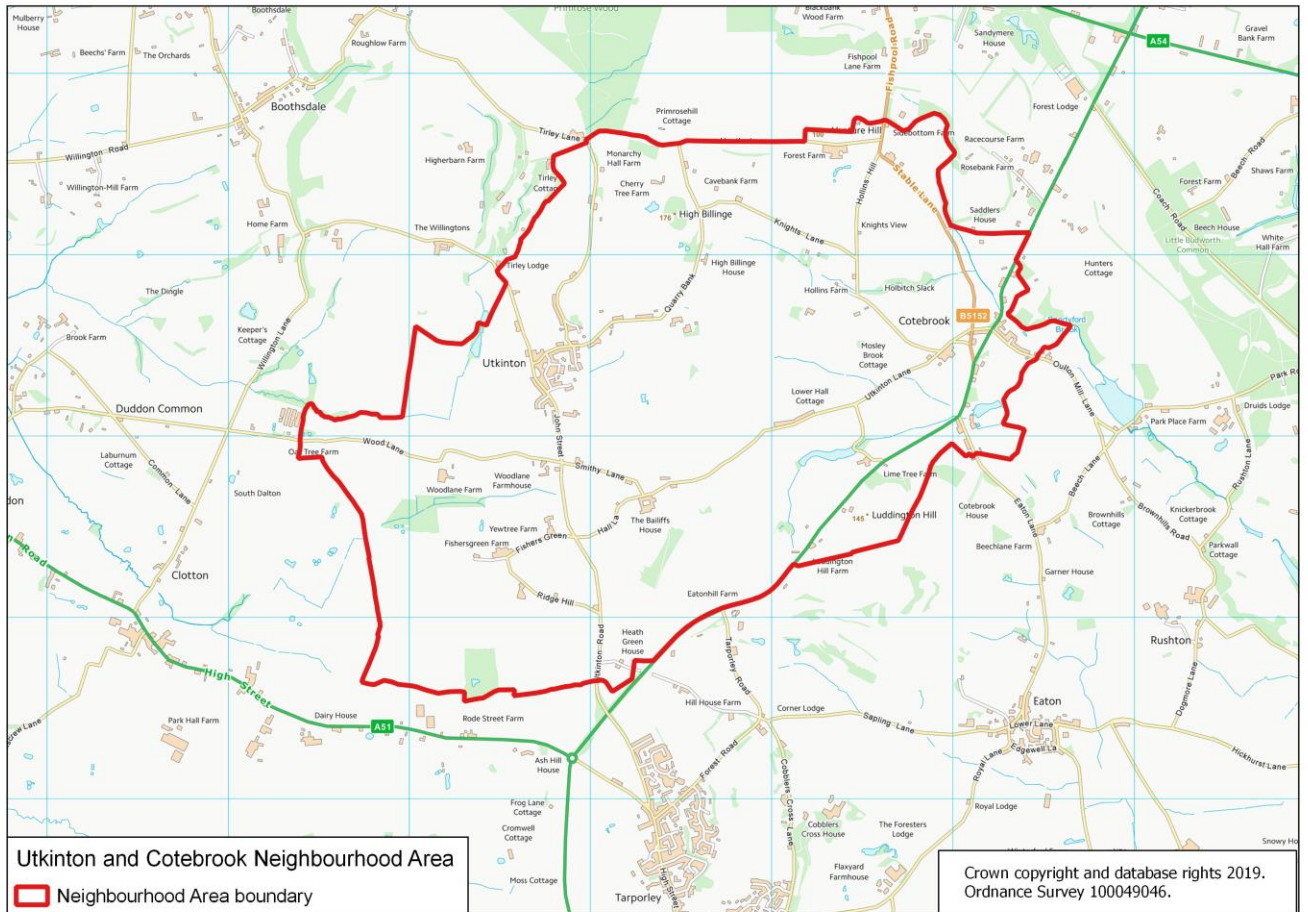 Mulberry
House
Beechs' Farm
The Orchards
Boothsdale
Roughlow Farm
Primrose Wood
Blackbank
Wood Farm
Fishpool
Lane Farm
Fishpool Road
Sandymere
House
A54
Gravel
Bank Farm
Boothsdale
Tirley Lane
Primrosehill
Cottage
Forest Lodge
Willington Road
Higherbarn Farm
Monarchy
Hall Farm
Forest Farm
Sidebottom Farm
Racecourse Farm
Rosebank Farm
Beech Road
Forest Farm
Shaws Farm
Willington-Mill Farm
Tirley
Cottage
Cherry
Tree Farm
Cavebank Farm
Hollins Hill
Stable Lane
Saddlers
House
Coach Road
Beech House
Little Budworth
Common
White
Hall Farm
Home Farm
The Willingtons
170
High Billinge
Knights Lane
Knights View
Tirley Lodge
High Billinge
House
Hunters
Cottage
The Dingle
Quarry Bank
Hollins Farm
Holbitch Slack
Keeper's
Cottage
Cotebrook
B5152
Brook Farm
Willington Lane
Utkinton
Mosley
Brook
Cottage
Oulton Mill Lane
Utkinton Lane
Lower Hall
Cottage
Duddon Common
John Street
Druids Lodge
Park Place Farm
Laburnum
Cottage
Common Lane
Oak Tree Farm
Wood Lane
Smithy Lane
South Dalton
Woodlane Farm
Woodlane
Farmhouse
Lime Tree Farm
Beech Lane
Rushton Lane
The Bailiffs
House
145
Luddington Hill
Cotebrook
House
Eaton Lane
Brownhills
Cottage
Brownhills Road
Knickerbrook
Cottage
Yewtree Farm
Hall La
Fishers Green
Fishersgreen Farm
Beechlane Farm
Parkwall
Cottage
Clotton
Hill Farm
Garner House
Ridge Hill
Eatonhill Farm
Rushton
Utkinton Road
Heath
Green
House
Tarporley Road
High Street
Hill House Farm
Corner Lodge
Sapling Lane
Eaton
Dogmore Lane
Park Hall Farm
Dairy House
A51
Rode Street Farm
Lower Lane
Edgewell La
Ash Hill
House
Forest Road
Royal Lane
Hickhurst Lane
Cobblers Cross Lane
Frog Lane
Cottage
Royal Lodge
Cromwell
Cottage
Cobblers
Cross House
The Foresters
Lodge
Moss Cottage
Flaxyard
Farmhouse
High Street
Tarporley
Utkinton and Cotebrook Neighbourhood Area
Neighbourhood Area boundary
Crown copyright and database rights 2019.
Ordnance Survey 100049046.